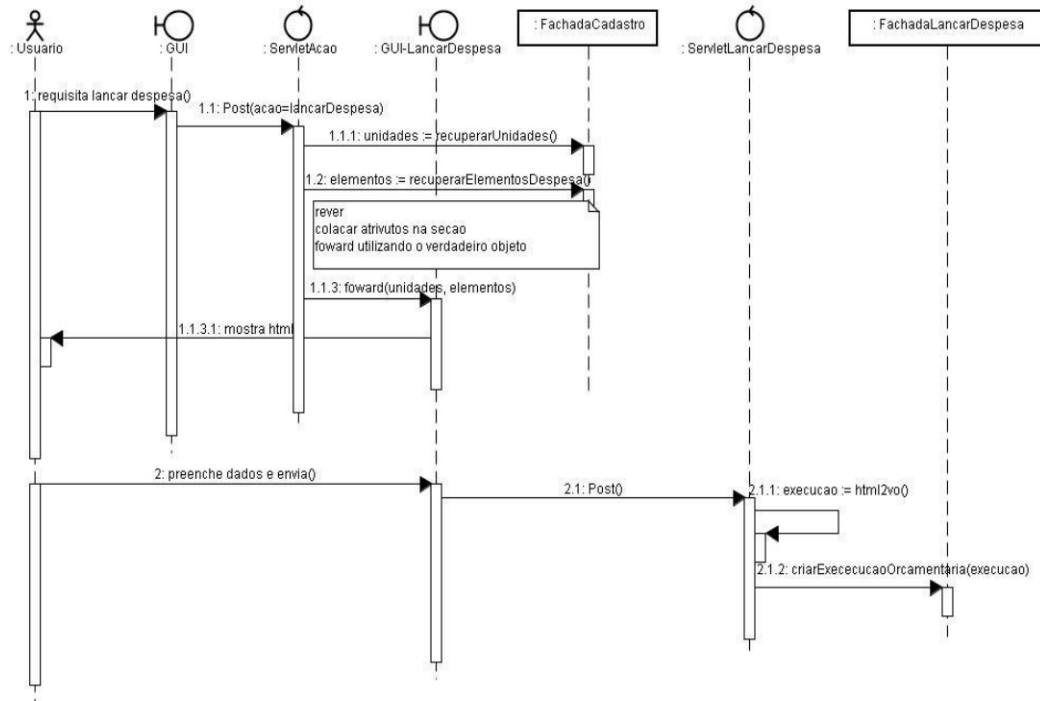 : Usuario
: GUI
: ServletAcao
: GUI-LancarDespesa
: FachadaCadastro
: ServletLancarDespesa
: FachadaLancarDespesa
1: requisita lancar despesa()
1.1: Post(acao=lancarDespesa)
1.1.1: unidades := recuperarUnidades()
1.2: elementos := recuperarElementosDespesa()
rever
colacar atrivutos na secao
foward utilizando o verdadeiro objeto
1.1.3: foward(unidades, elementos)
1.1.3.1: mostra html
2: preenche dados e envia()
2.1: Post()
2.1.1: execucao := html2vo()
2.1.2: criarExececucaoOrcamentaria(execucao)